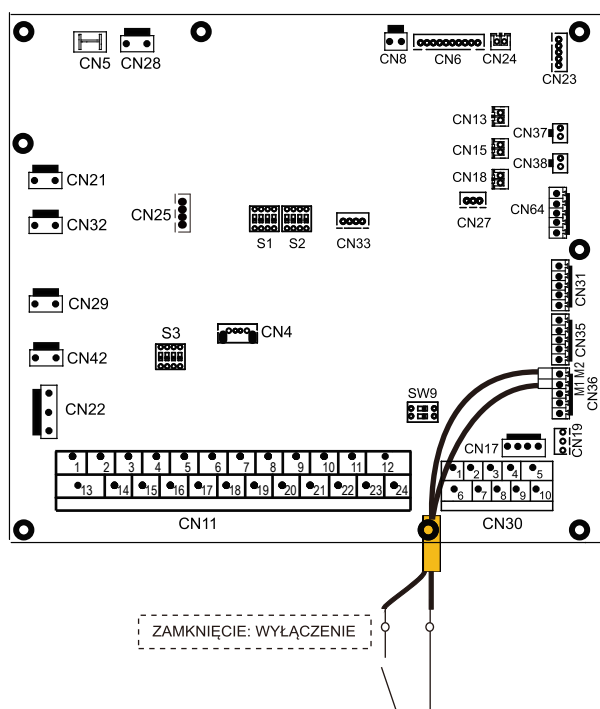 CN5 CN28 CN8 CN6 CN24 CN23
CN13 CN37
CN15 CN38
CN21 CN18
CN25 CN27 CN64
CN32
S1 S2 CN33
CN31
CN29
S3 CN4 CN35
CN42
M1 M2 CN36
SW9
CN22
CN17 CN19
1 2 3 4 5 6 7 8 9 10 11 12
13 14 15 16 17 18 19 20 21 22 23 24
1 2 3 4 5
6 7 8 9 10
CN11 CN30
ZAMKNIĘCIE: WYŁĄCZENIE